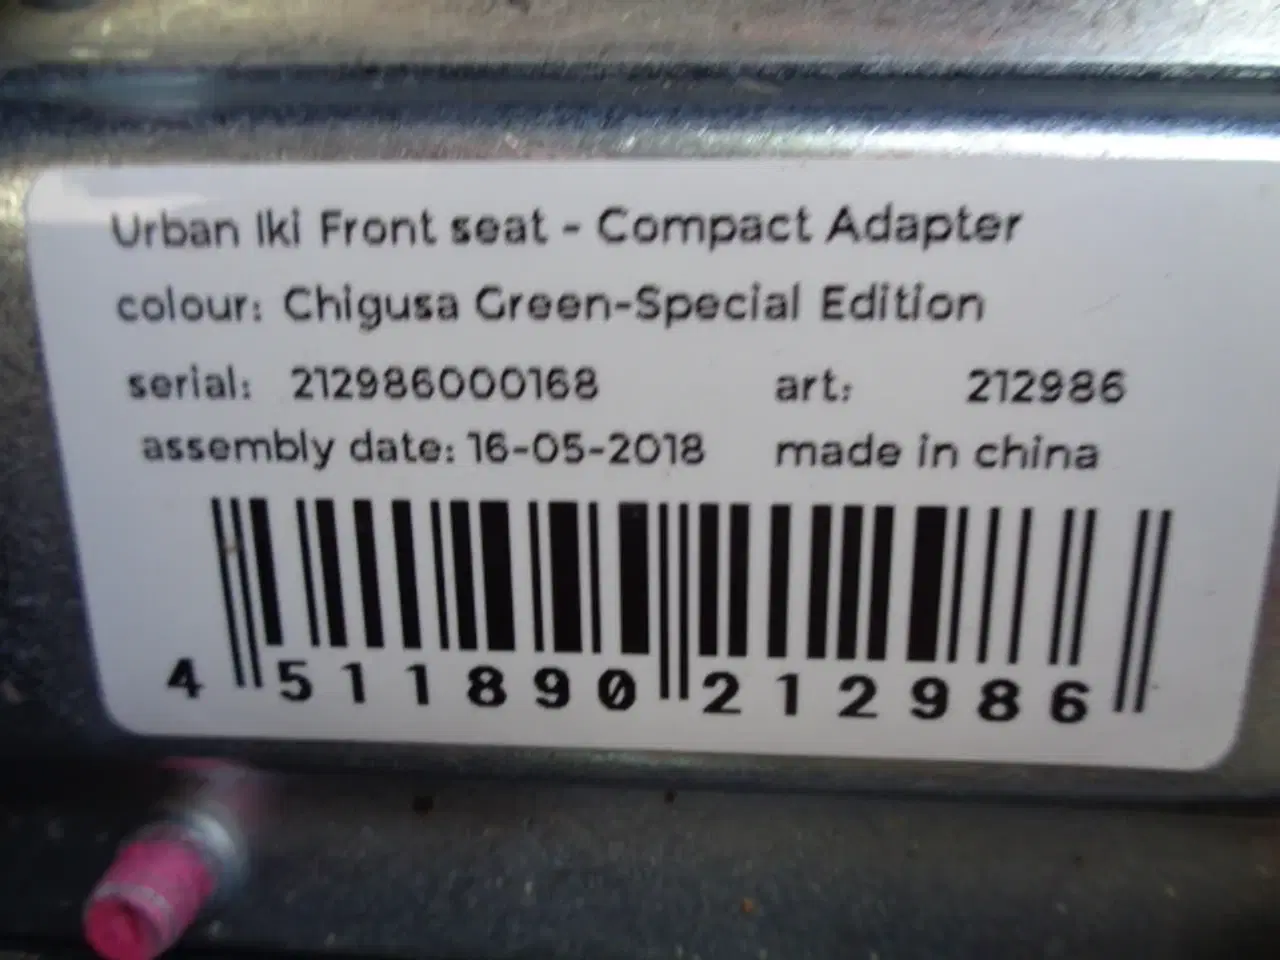 Urban Iki Front seat - Compact Adapter
colour: Chigusa Green-Special Edition
serial: 212986000168 art: 212986
assembly date: 16-05-2018 made in china
4 511890 212986